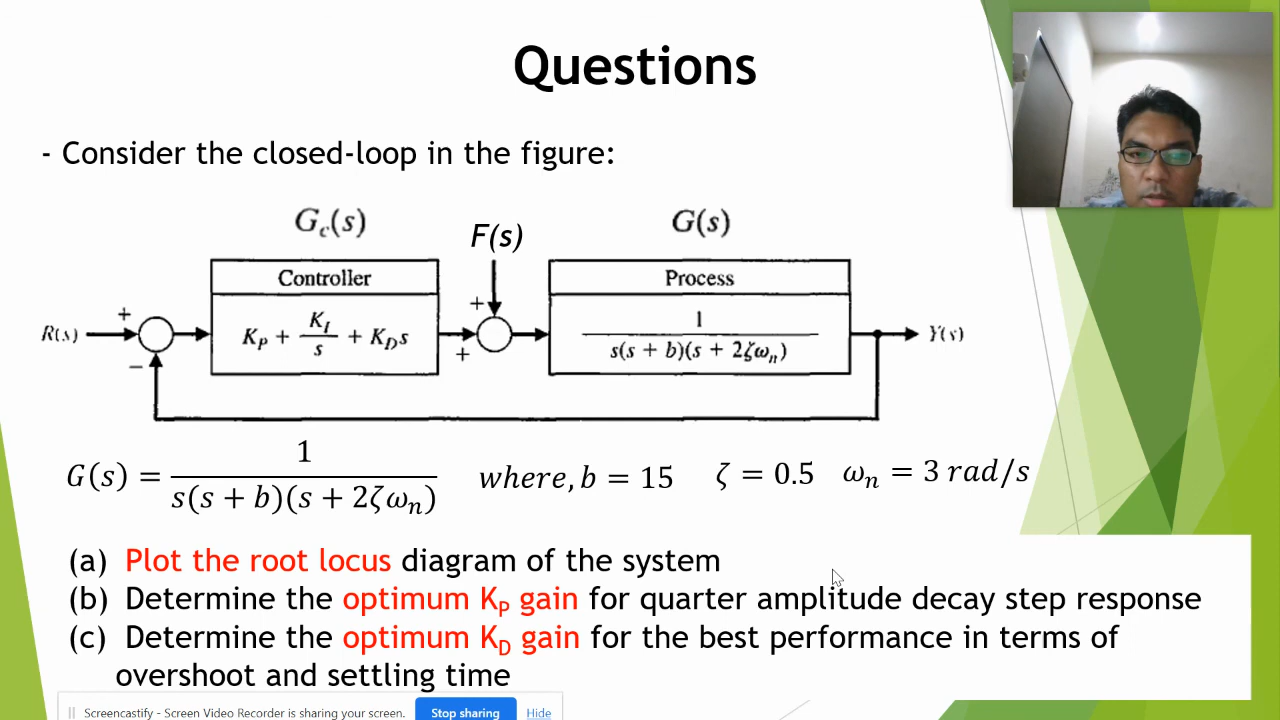 Questions
- Consider the closed-loop in the figure:
G_c(s)
F(s)
G(s)
Controller
Process
R(s)
+
−
K_P + K_I/s + K_D s
+
+
1/(s(s + b)(s + 2ζω_n))
Y(s)
G(s) = 1/(s(s + b)(s + 2ζω_n)) where, b = 15 ζ = 0.5 ω_n = 3 rad/s
(a) Plot the root locus diagram of the system
(b) Determine the optimum K_P gain for quarter amplitude decay step response
(c) Determine the optimum K_D gain for the best performance in terms of
overshoot and settling time
|| Screencastify - Screen Video Recorder is sharing your screen. Stop sharing Hide